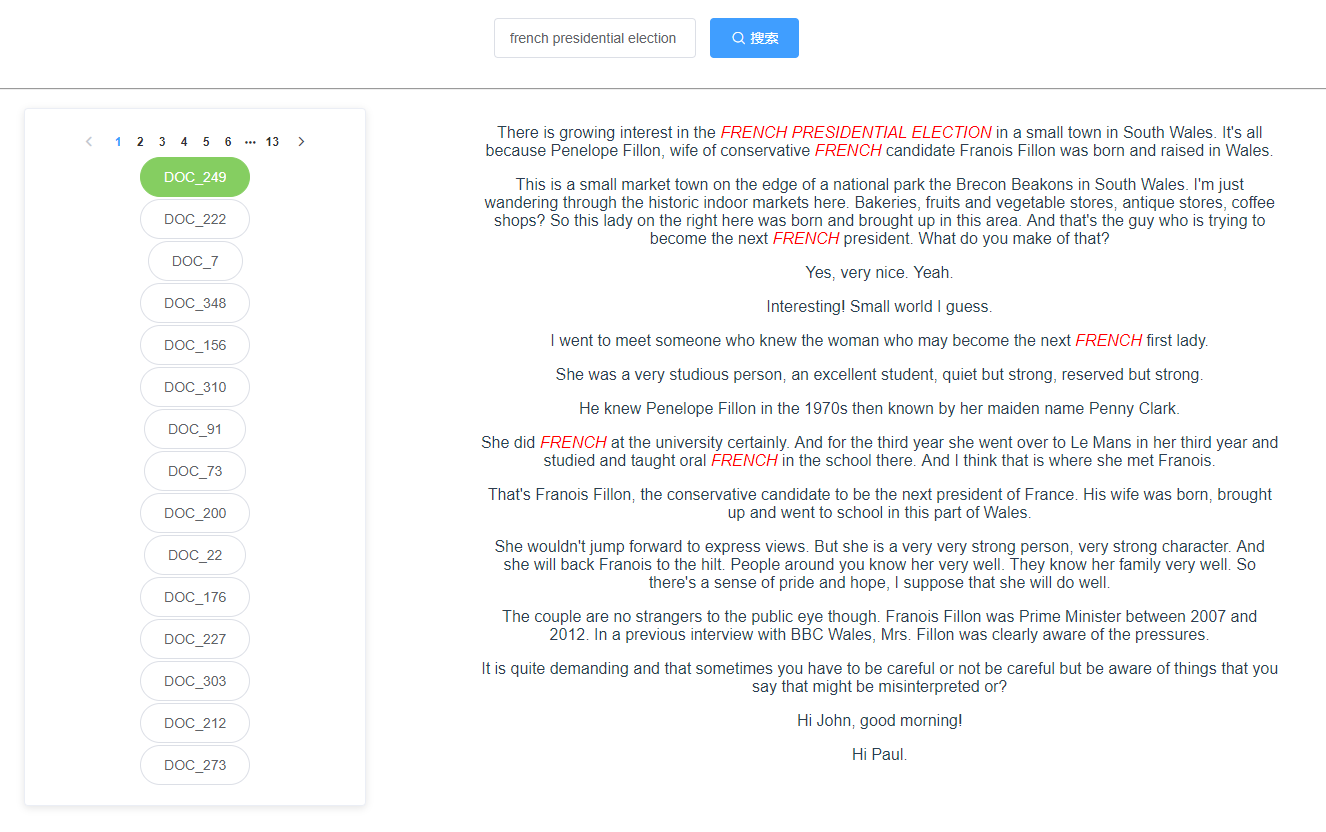 french presidential election
搜索
1 2 3 4 5 6 ••• 13
DOC_249
DOC_222
DOC_7
DOC_348
DOC_156
DOC_310
DOC_91
DOC_73
DOC_200
DOC_22
DOC_176
DOC_227
DOC_303
DOC_212
DOC_273
There is growing interest in the FRENCH PRESIDENTIAL ELECTION in a small town in South Wales. It's all
because Penelope Fillon, wife of conservative FRENCH candidate Franois Fillon was born and raised in Wales.
This is a small market town on the edge of a national park the Brecon Beakons in South Wales. I'm just
wandering through the historic indoor markets here. Bakeries, fruits and vegetable stores, antique stores, coffee
shops? So this lady on the right here was born and brought up in this area. And that's the guy who is trying to
become the next FRENCH president. What do you make of that?
Yes, very nice. Yeah.
Interesting! Small world I guess.
I went to meet someone who knew the woman who may become the next FRENCH first lady.
She was a very studious person, an excellent student, quiet but strong, reserved but strong.
He knew Penelope Fillon in the 1970s then known by her maiden name Penny Clark.
She did FRENCH at the university certainly. And for the third year she went over to Le Mans in her third year and
studied and taught oral FRENCH in the school there. And I think that is where she met Franois.
That's Franois Fillon, the conservative candidate to be the next president of France. His wife was born, brought
up and went to school in this part of Wales.
She wouldn't jump forward to express views. But she is a very very strong person, very strong character. And
she will back Franois to the hilt. People around you know her very well. They know her family very well. So
there's a sense of pride and hope, I suppose that she will do well.
The couple are no strangers to the public eye though. Franois Fillon was Prime Minister between 2007 and
2012. In a previous interview with BBC Wales, Mrs. Fillon was clearly aware of the pressures.
It is quite demanding and that sometimes you have to be careful or not be careful but be aware of things that you
say that might be misinterpreted or?
Hi John, good morning!
Hi Paul.